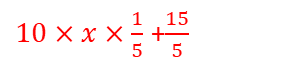 10 × x × 1/5 + 15/5